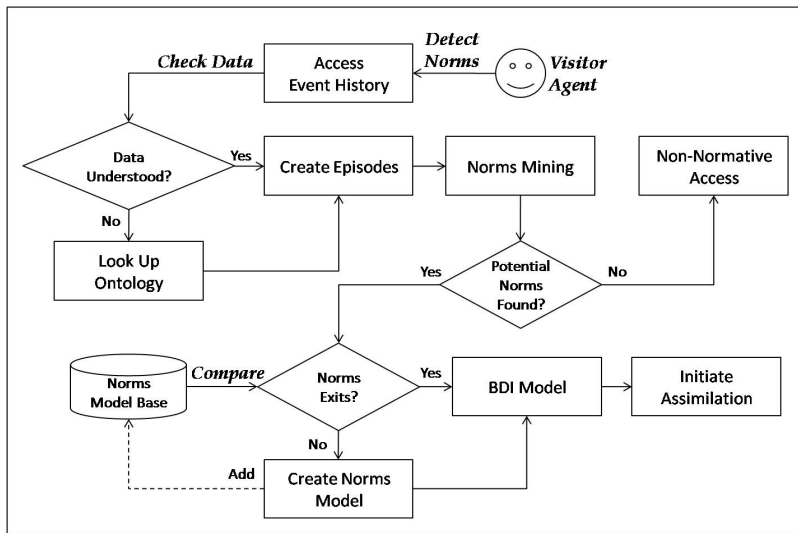 Check Data
Access
Event History
Detect
Norms
Visitor
Agent
Data
Understood?
Yes
Create Episodes
Norms Mining
Non-Normative
Access
No
Look Up
Ontology
Yes
Potential
Norms
Found?
No
Norms
Model Base
Compare
Norms
Exits?
Yes
BDI Model
Initiate
Assimilation
No
Add
Create Norms
Model